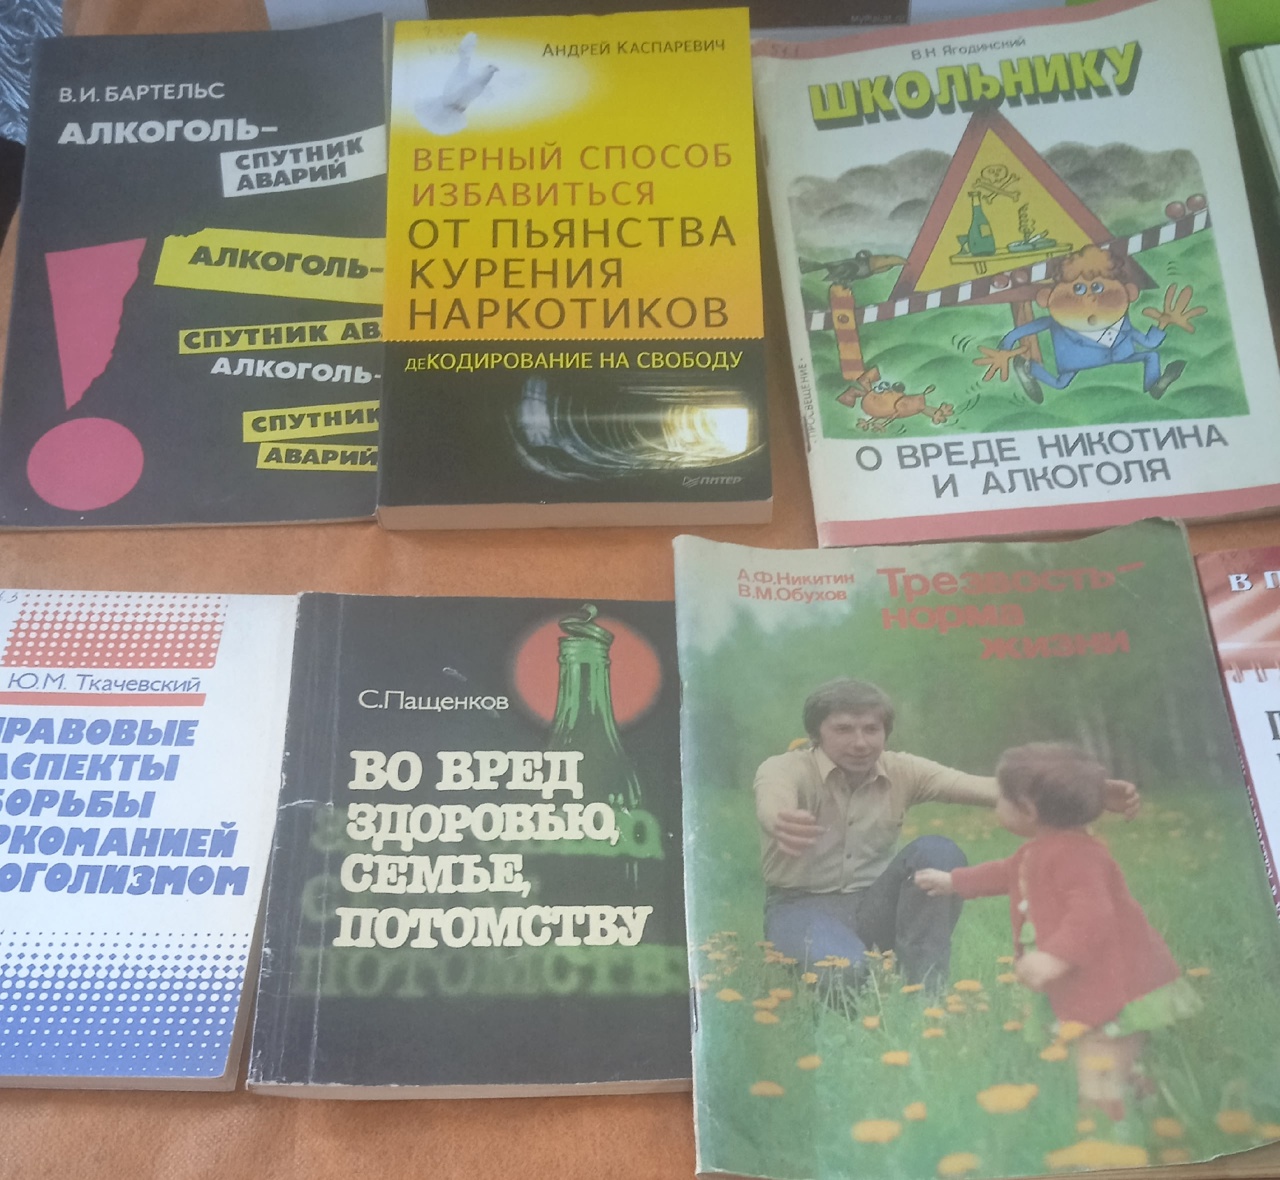 В.И. БАРТЕЛЬС
АЛКОГОЛЬ-
СПУТНИК
АВАРИЙ
АЛКОГОЛЬ-
СПУТНИК АВ
АЛКОГОЛЬ-
СПУТНИК
АВАРИЙ
АНДРЕЙ КАСПАРЕВИЧ
ВЕРНЫЙ СПОСОБ
ИЗБАВИТЬСЯ
ОТ ПЬЯНСТВА
КУРЕНИЯ
НАРКОТИКОВ
деКОДИРОВАНИЕ НА СВОБОДУ
ПИТЕР
В.Н. Ягодинский
ШКОЛЬНИКУ
•ПРОСВЕЩЕНИЕ•
О ВРЕДЕ НИКОТИНА
И АЛКОГОЛЯ
Ю.М. Ткачевский
ПРАВОВЫЕ
АСПЕКТЫ
БОРЬБЫ
РКОМАНИЕЙ
ОГОЛИЗМОМ
С.Пащенков
ВО ВРЕД
ЗДОРОВЬЮ,
СЕМЬЕ,
ПОТОМСТВУ
А.Ф.Никитин
В.М.Обухов
Трезвость-
норма
жизни
В П